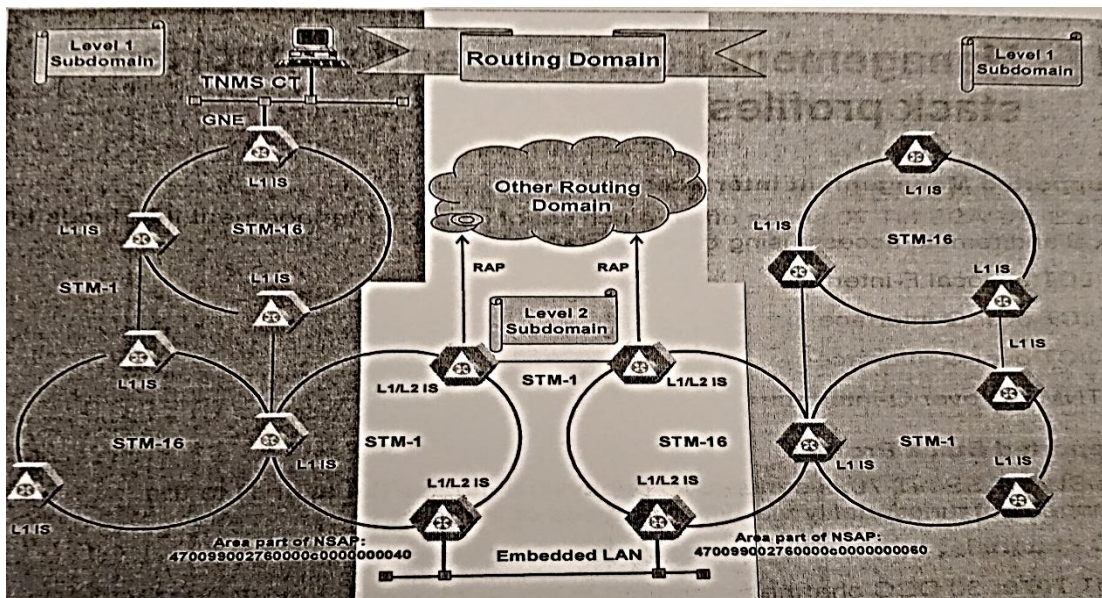 Level 1
Subdomain
Routing Domain
Level 1
Subdomain
TNMS CT
GNE
L1 IS
L1 IS
STM-16
L1 IS
STM-1
L1 IS
STM-16
L1 IS
L1 IS
Other Routing
Domain
RAP
RAP
Level 2
Subdomain
L1/L2 IS
STM-1
L1/L2 IS
STM-1
STM-16
L1/L2 IS
L1/L2 IS
Embedded LAN
L1 IS
L1 IS
STM-16
L1 IS
L1 IS
STM-1
L1 IS
L1 IS
Area part of NSAP:
470099002760000c0000000040
Area part of NSAP:
470099002760000c0000000060